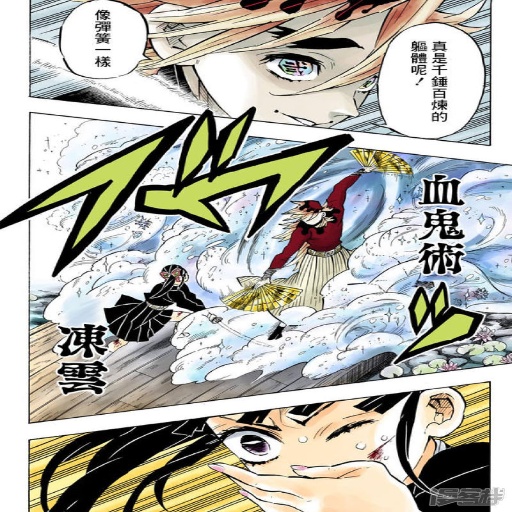 真是千錘百煉的
軀體呢！
像彈簧一樣
血鬼術
凍雲